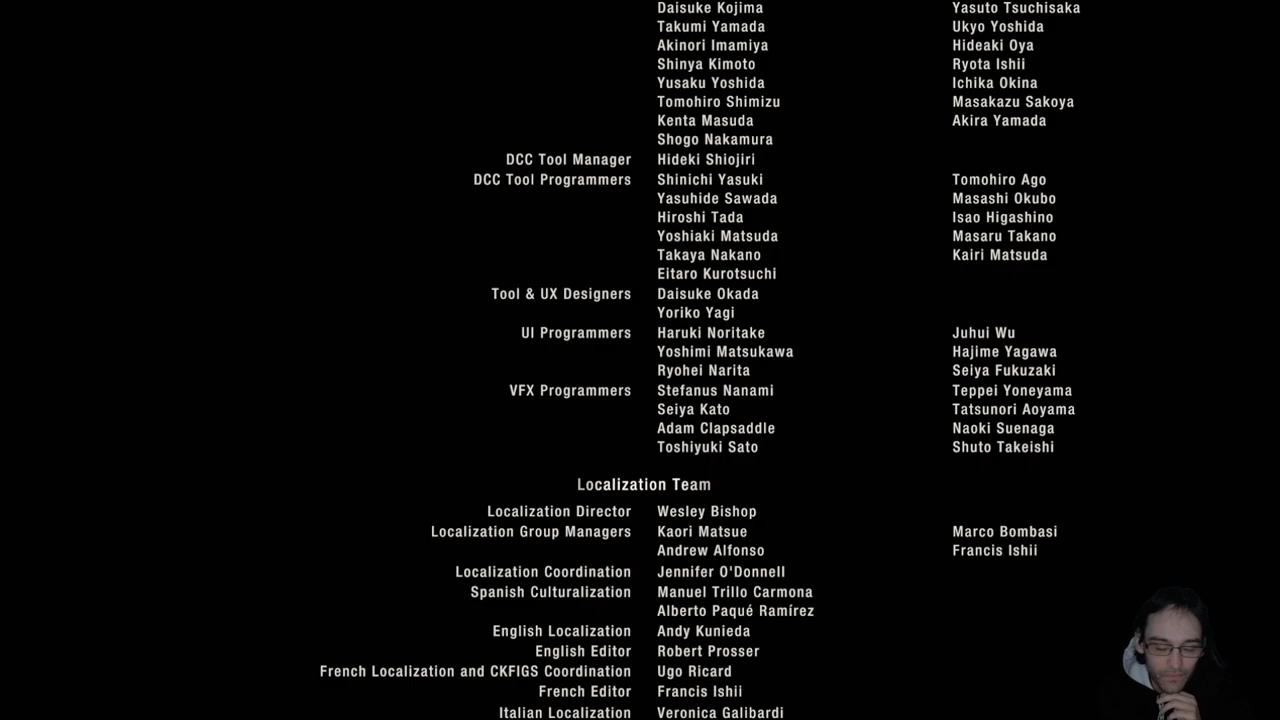 Daisuke Kojima Yasuto Tsuchisaka
Takumi Yamada Ukyo Yoshida
Akinori Imamiya Hideaki Oya
Shinya Kimoto Ryota Ishii
Yusaku Yoshida Ichika Okina
Tomohiro Shimizu Masakazu Sakoya
Kenta Masuda Akira Yamada
Shogo Nakamura
DCC Tool Manager Hideki Shiojiri
DCC Tool Programmers Shinichi Yasuki Tomohiro Ago
Yasuhide Sawada Masashi Okubo
Hiroshi Tada Isao Higashino
Yoshiaki Matsuda Masaru Takano
Takaya Nakano Kairi Matsuda
Eitaro Kurotsuchi
Tool & UX Designers Daisuke Okada
Yoriko Yagi
UI Programmers Haruki Noritake Juhui Wu
Yoshimi Matsukawa Hajime Yagawa
Ryohei Narita Seiya Fukuzaki
VFX Programmers Stefanus Nanami Teppei Yoneyama
Seiya Kato Tatsunori Aoyama
Adam Clapsaddle Naoki Suenaga
Toshiyuki Sato Shuto Takeishi
Localization Team
Localization Director Wesley Bishop
Localization Group Managers Kaori Matsue Marco Bombasi
Andrew Alfonso Francis Ishii
Localization Coordination Jennifer O'Donnell
Spanish Culturalization Manuel Trillo Carmona
Alberto Paqué Ramírez
English Localization Andy Kunieda
English Editor Robert Prosser
French Localization and CKFIGS Coordination Ugo Ricard
French Editor Francis Ishii
Italian Localization Veronica Galibardi